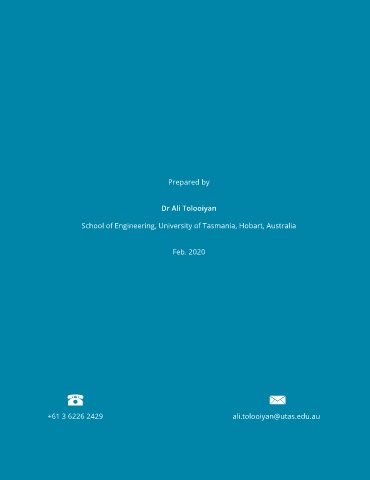 Prepared by
Dr Ali Tolooiyan
School of Engineering, University of Tasmania, Hobart, Australia
Feb. 2020
+61 3 6226 2429
ali.tolooiyan@utas.edu.au